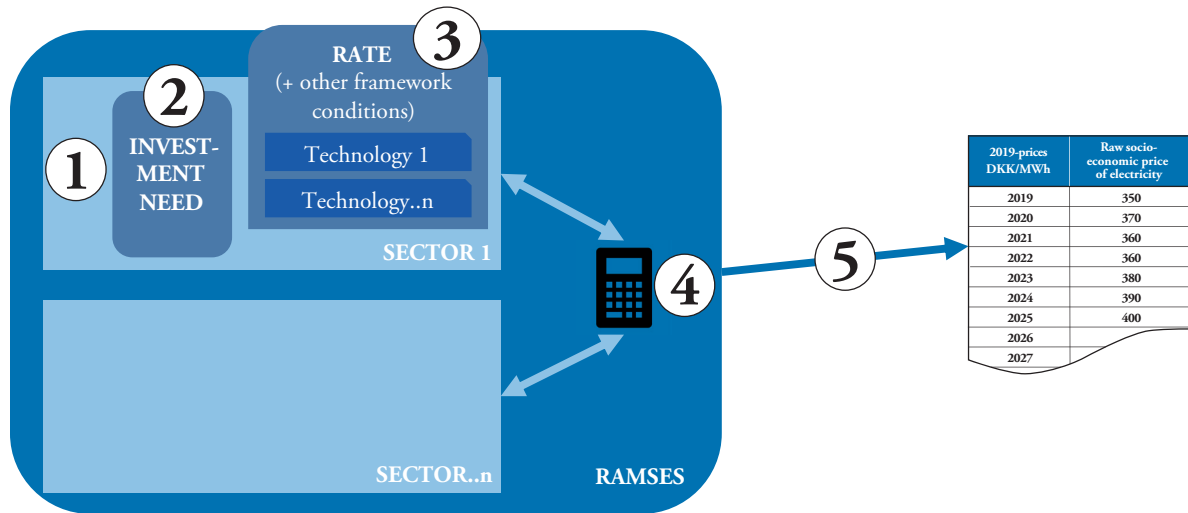 1
2
INVEST-
MENT
NEED
3
RATE
(+ other framework
conditions)
Technology 1
Technology..n
SECTOR 1
SECTOR..n
4
RAMSES
5
2019-prices
DKK/MWh
Raw socio-
economic price
of electricity
2019 350
2020 370
2021 360
2022 360
2023 380
2024 390
2025 400
2026
2027